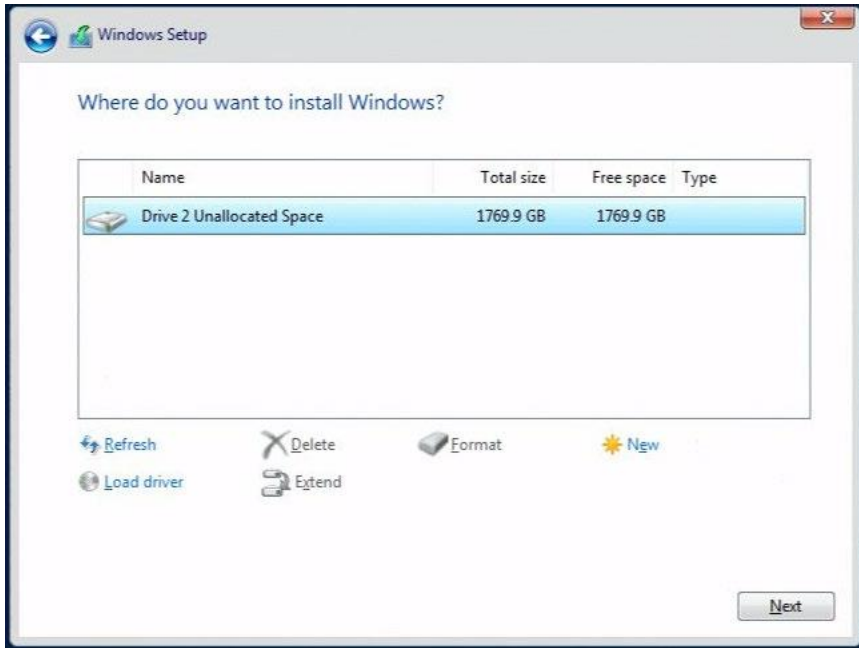 Windows Setup
Where do you want to install Windows?
Name Total size Free space Type
Drive 2 Unallocated Space 1769.9 GB 1769.9 GB
Refresh Delete Format New
Load driver Extend
Next